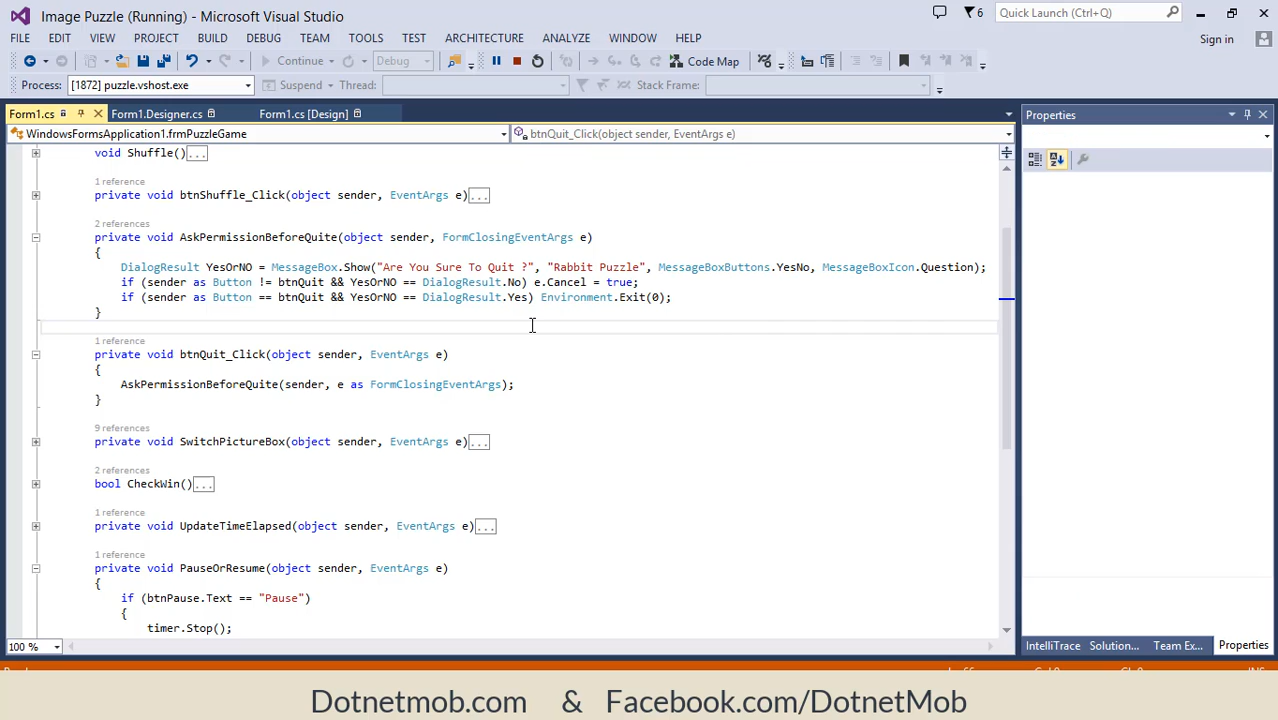 Image Puzzle (Running) - Microsoft Visual Studio
6
Quick Launch (Ctrl+Q)
FILE EDIT VIEW PROJECT BUILD DEBUG TEAM TOOLS TEST ARCHITECTURE ANALYZE WINDOW HELP
Sign in
Continue Debug Code Map
Process: [1872] puzzle.vshost.exe Suspend Thread: Stack Frame:
Form1.cs Form1.Designer.cs Form1.cs [Design]
Properties
WindowsFormsApplication1.frmPuzzleGame btnQuit_Click(object sender, EventArgs e)
void Shuffle()...
1 reference
private void btnShuffle_Click(object sender, EventArgs e)...
2 references
private void AskPermissionBeforeQuite(object sender, FormClosingEventArgs e)
{
DialogResult YesOrNO = MessageBox.Show("Are You Sure To Quit ?", "Rabbit Puzzle", MessageBoxButtons.YesNo, MessageBoxIcon.Question);
if (sender as Button != btnQuit && YesOrNO == DialogResult.No) e.Cancel = true;
if (sender as Button == btnQuit && YesOrNO == DialogResult.Yes) Environment.Exit(0);
}
1 reference
private void btnQuit_Click(object sender, EventArgs e)
{
AskPermissionBeforeQuite(sender, e as FormClosingEventArgs);
}
9 references
private void SwitchPictureBox(object sender, EventArgs e)...
2 references
bool CheckWin()...
1 reference
private void UpdateTimeElapsed(object sender, EventArgs e)...
1 reference
private void PauseOrResume(object sender, EventArgs e)
{
if (btnPause.Text == "Pause")
{
timer.Stop();
100 %
IntelliTrace Solution... Team Ex... Properties
Dotnetmob.com & Facebook.com/DotnetMob